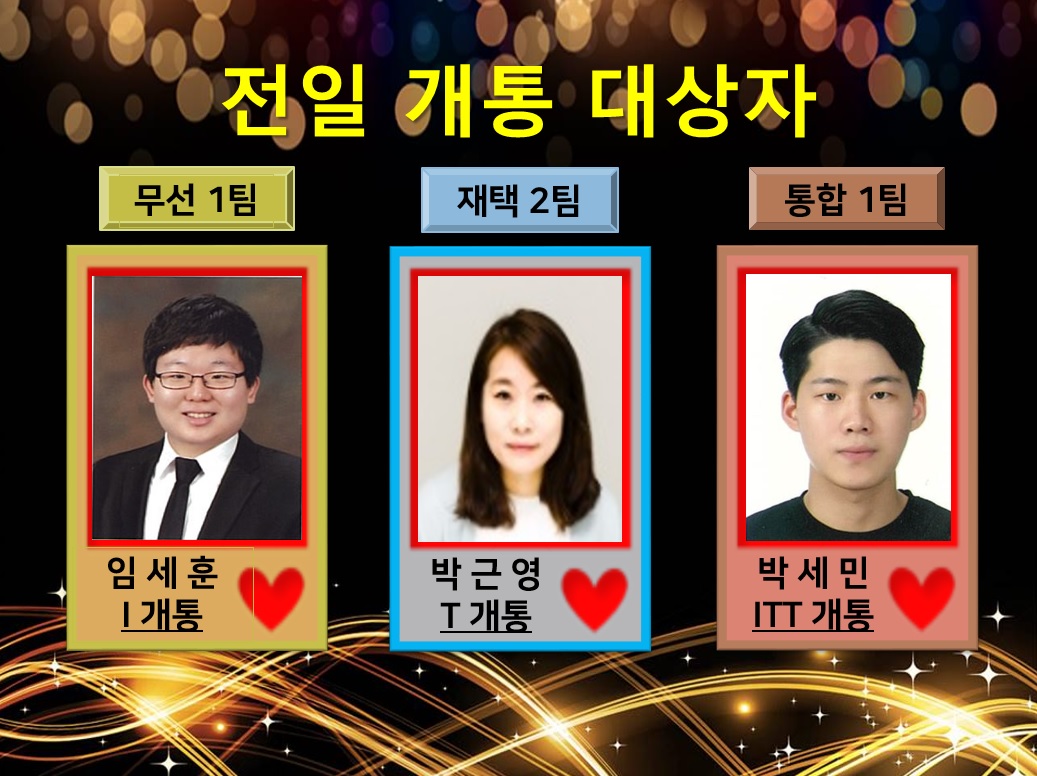 전일 개통 대상자
무선 1팀
재택 2팀
통합 1팀
임 세 훈
I 개통
박 근 영
T 개통
박 세 민
ITT 개통